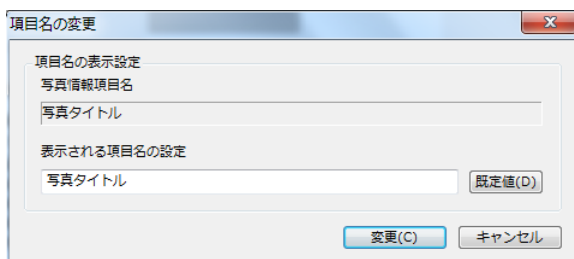 項目名の変更
項目名の表示設定
写真情報項目名
写真タイトル
表示される項目名の設定
写真タイトル
既定値(D)
変更(C)
キャンセル